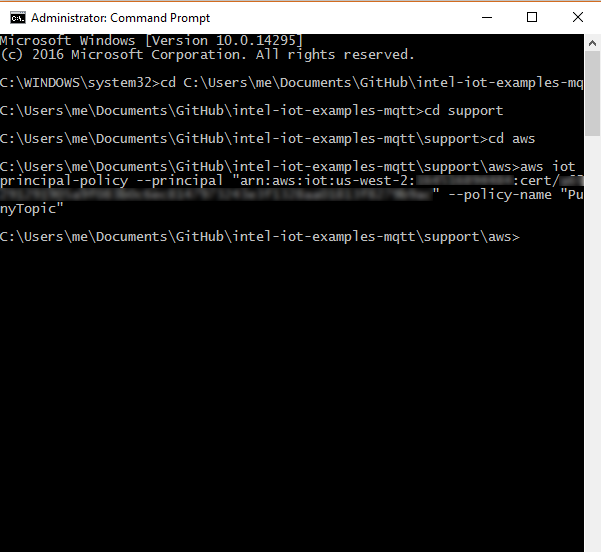 Administrator: Command Prompt
Microsoft Windows [Version 10.0.14295]
(c) 2016 Microsoft Corporation. All rights reserved.
C:\WINDOWS\system32>cd C:\Users\me\Documents\GitHub\intel-iot-examples-mq
C:\Users\me\Documents\GitHub\intel-iot-examples-mqtt>cd support
C:\Users\me\Documents\GitHub\intel-iot-examples-mqtt\support>cd aws
C:\Users\me\Documents\GitHub\intel-iot-examples-mqtt\support\aws>aws iot
principal-policy --principal "arn:aws:iot:us-west-2: :cert/
" --policy-name "Pu
nyTopic"
C:\Users\me\Documents\GitHub\intel-iot-examples-mqtt\support\aws>